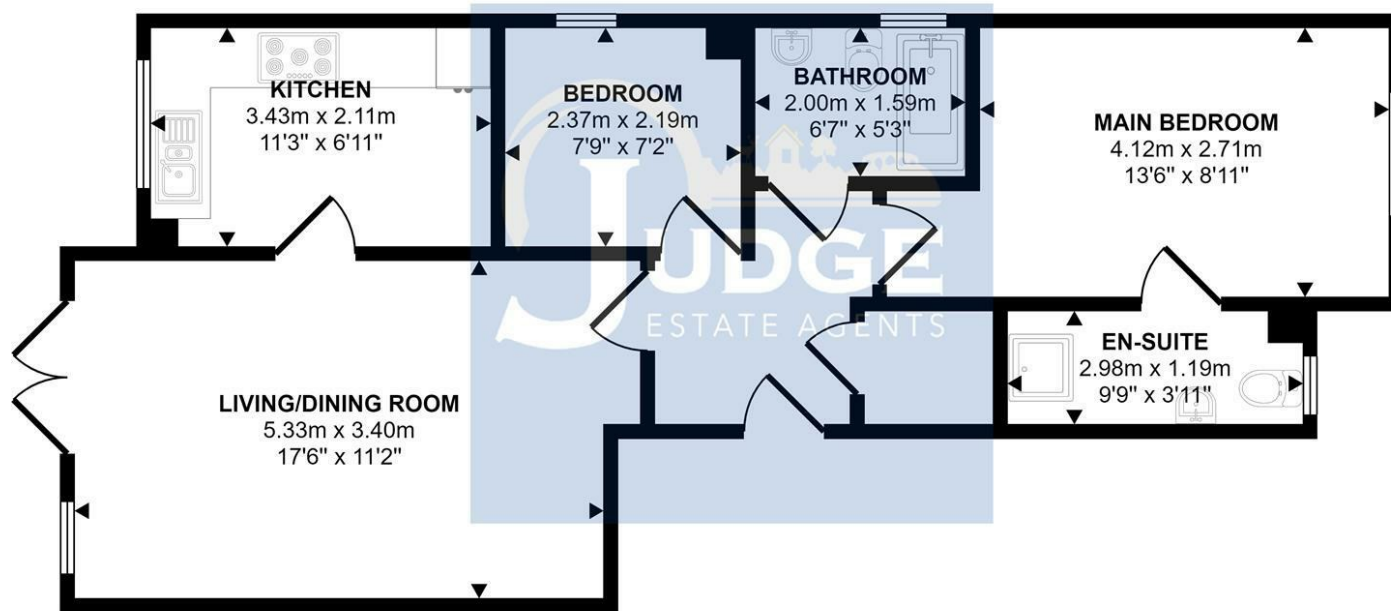 KITCHEN
3.43m x 2.11m
11'3" x 6'11"
BEDROOM
2.37m x 2.19m
7'9" x 7'2"
BATHROOM
2.00m x 1.59m
6'7" x 5'3"
MAIN BEDROOM
4.12m x 2.71m
13'6" x 8'11"
JUDGE
ESTATE AGENTS
EN-SUITE
2.98m x 1.19m
9'9" x 3'11"
LIVING/DINING ROOM
5.33m x 3.40m
17'6" x 11'2"